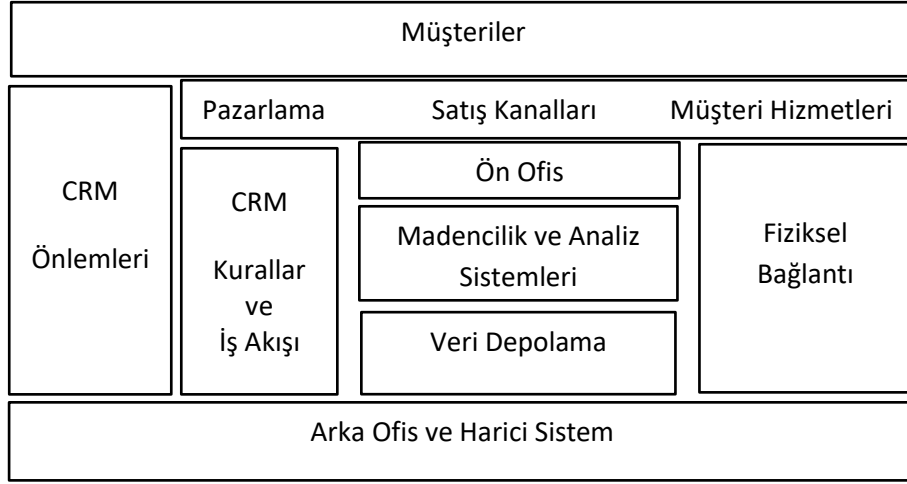 Müşteriler
Pazarlama Satış Kanalları Müşteri Hizmetleri
CRM
Önlemleri
CRM
Kurallar
ve
İş Akışı
Ön Ofis
Madencilik ve Analiz
Sistemleri
Veri Depolama
Fiziksel
Bağlantı
Arka Ofis ve Harici Sistem